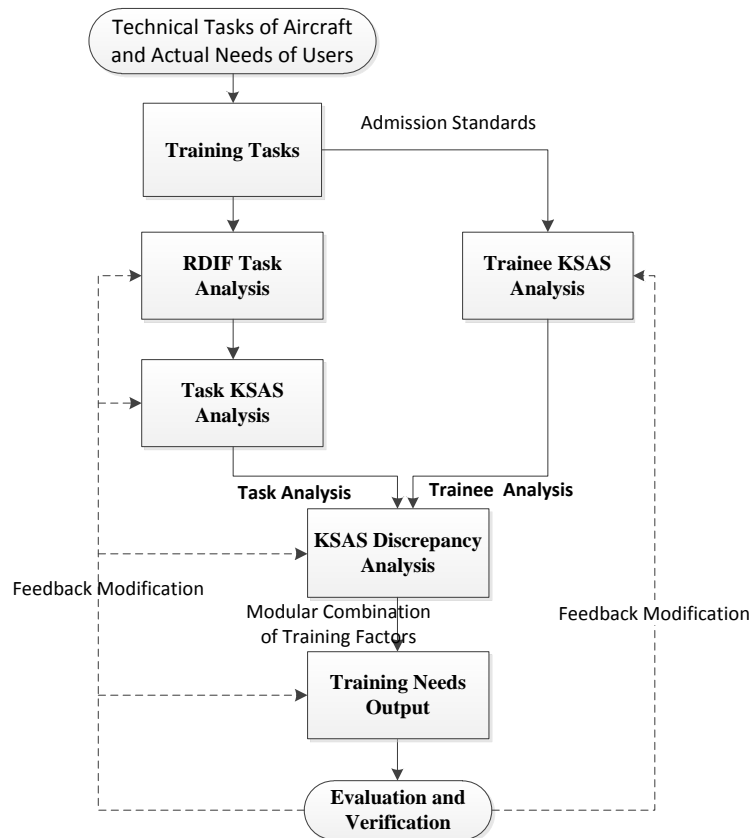 Technical Tasks of Aircraft
and Actual Needs of Users
Admission Standards
Training Tasks
RDIF Task
Analysis
Trainee KSAS
Analysis
Task KSAS
Analysis
Task Analysis
Trainee Analysis
KSAS Discrepancy
Analysis
Feedback Modification
Modular Combination
of Training Factors
Feedback Modification
Training Needs
Output
Evaluation and
Verification